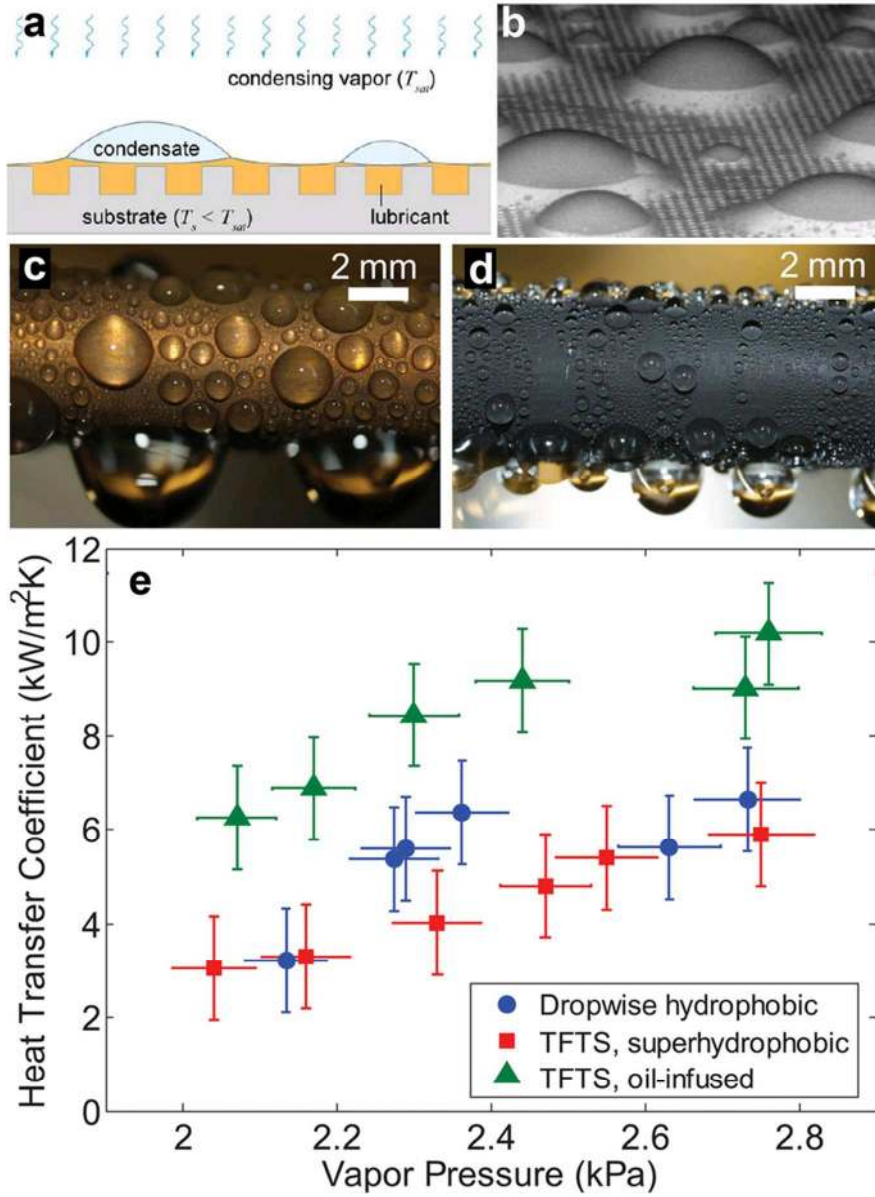 a
condensing vapor (Tsat)
condensate
substrate (Ts < Tsat)
lubricant
b
c
2 mm
d
2 mm
e
Heat Transfer Coefficient (kW/m²K)
12
10
8
6
4
2
0
2
2.2
2.4
2.6
2.8
Vapor Pressure (kPa)
Dropwise hydrophobic
TFTS, superhydrophobic
TFTS, oil-infused